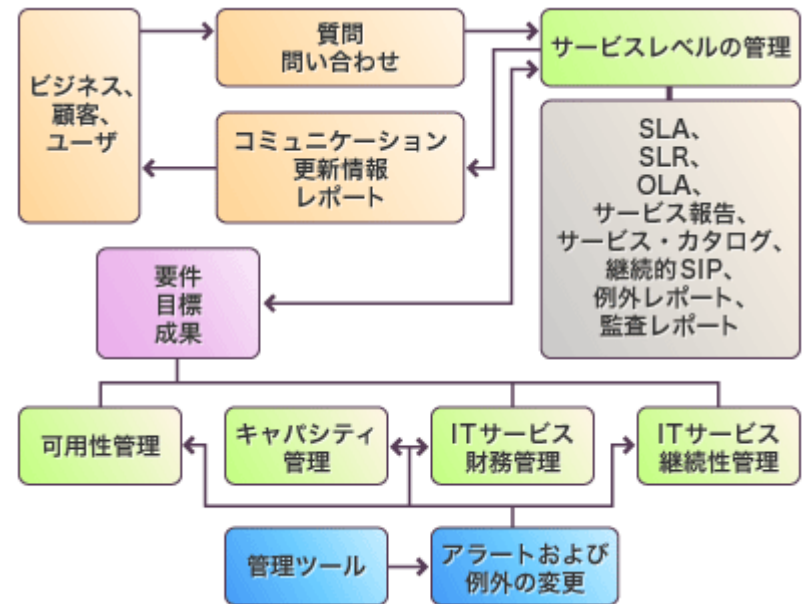 ビジネス、
顧客、
ユーザ
質問
問い合わせ
サービスレベルの管理
コミュニケーション
更新情報
レポート
SLA、
SLR、
OLA、
サービス報告、
サービス・カタログ、
継続的SIP、
例外レポート、
監査レポート
要件
目標
成果
可用性管理
キャパシティ
管理
ITサービス
財務管理
ITサービス
継続性管理
管理ツール
アラートおよび
例外の変更